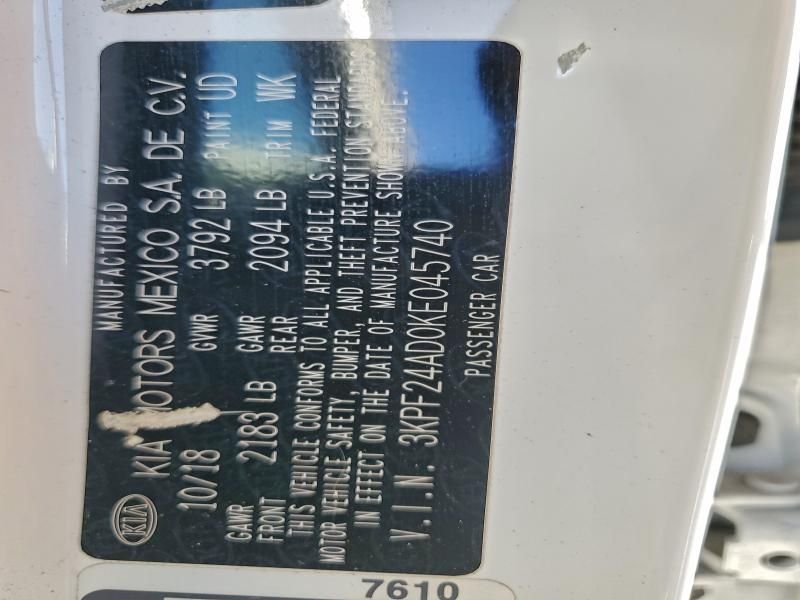 MANUFACTURED BY
KIA MOTORS MEXICO S.A. DE C.V.
10/18 GVWR 3792 LB PAINT UD
GAWR FRONT 2183 LB GAWR REAR 2094 LB TRIM WK
THIS VEHICLE CONFORMS TO ALL APPLICABLE U.S.A. FEDERAL
MOTOR VEHICLE SAFETY, BUMPER, AND THEFT PREVENTION STANDARDS
IN EFFECT ON THE DATE OF MANUFACTURE SHOWN ABOVE.
V.I.N: 3KPF24AD0KE045740
PASSENGER CAR
KIA
7610